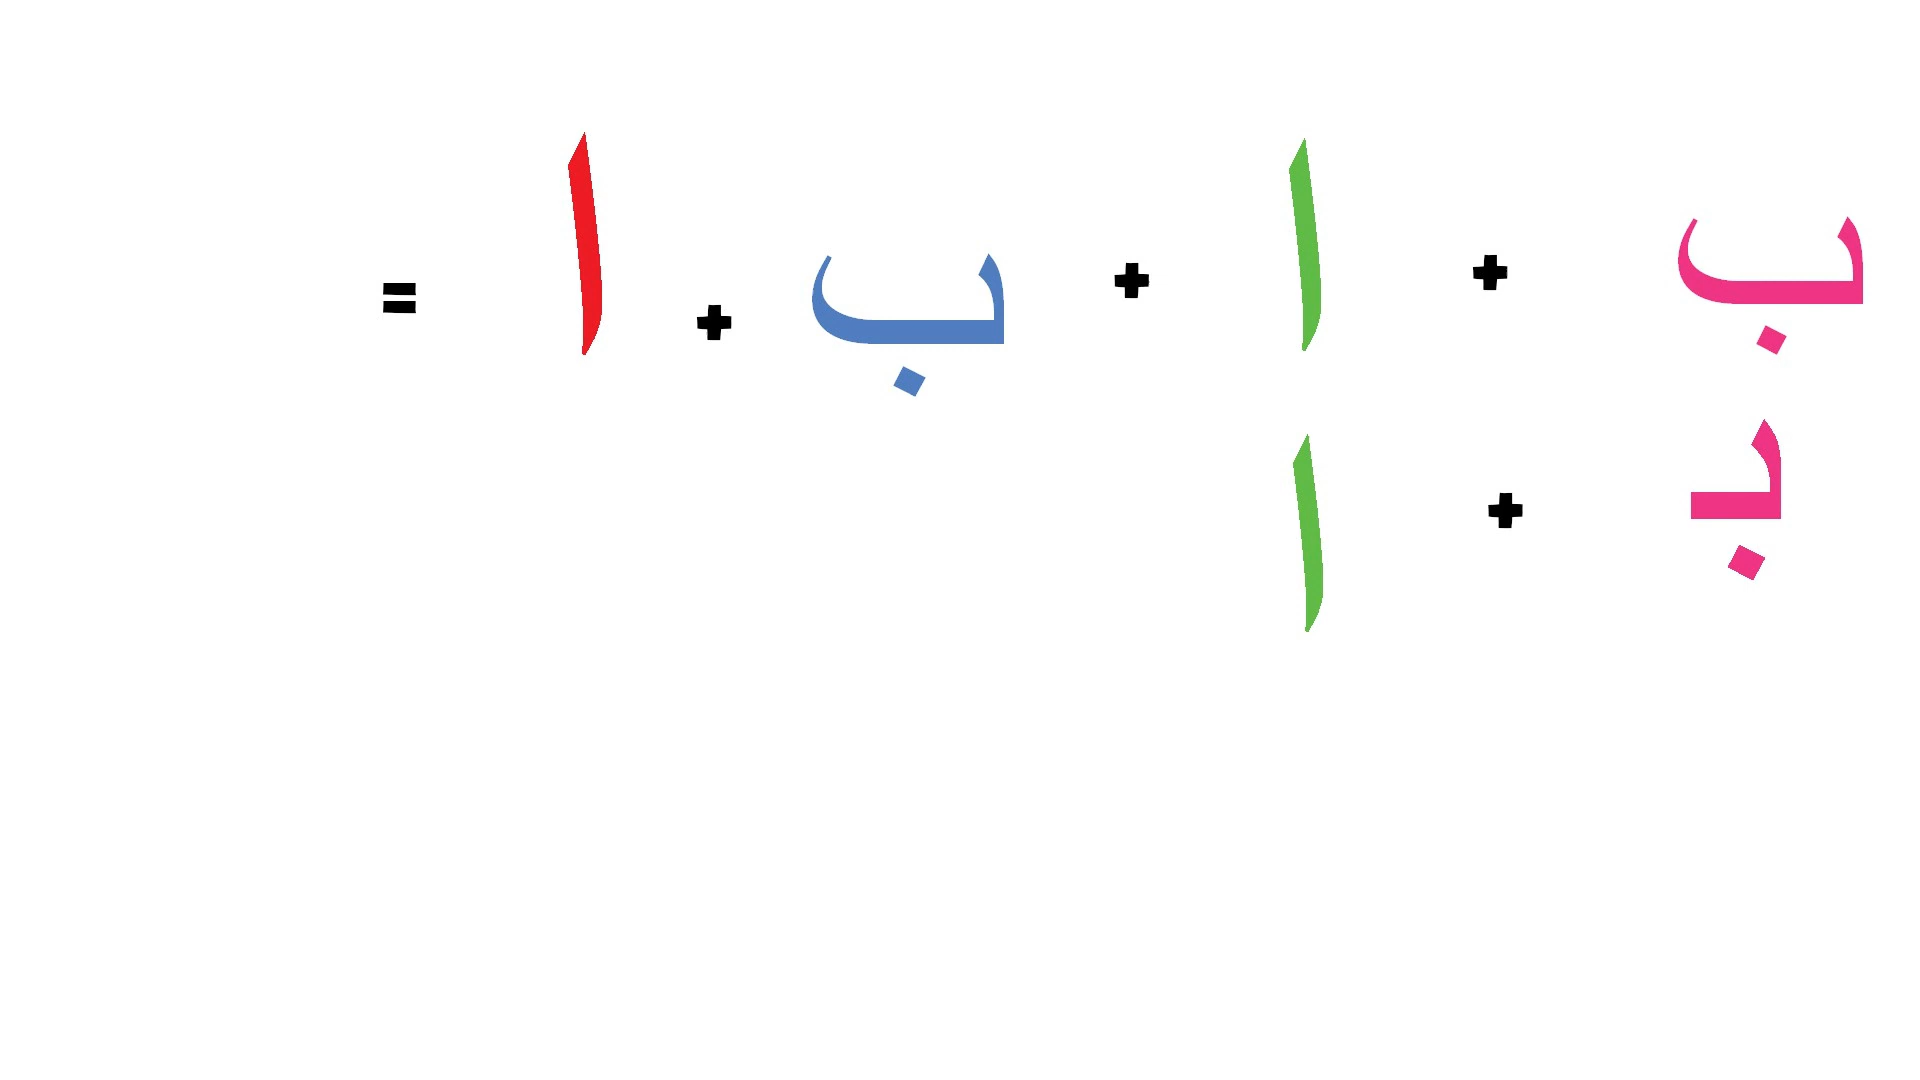 ب + ا + ب + ا =
بـ + ا